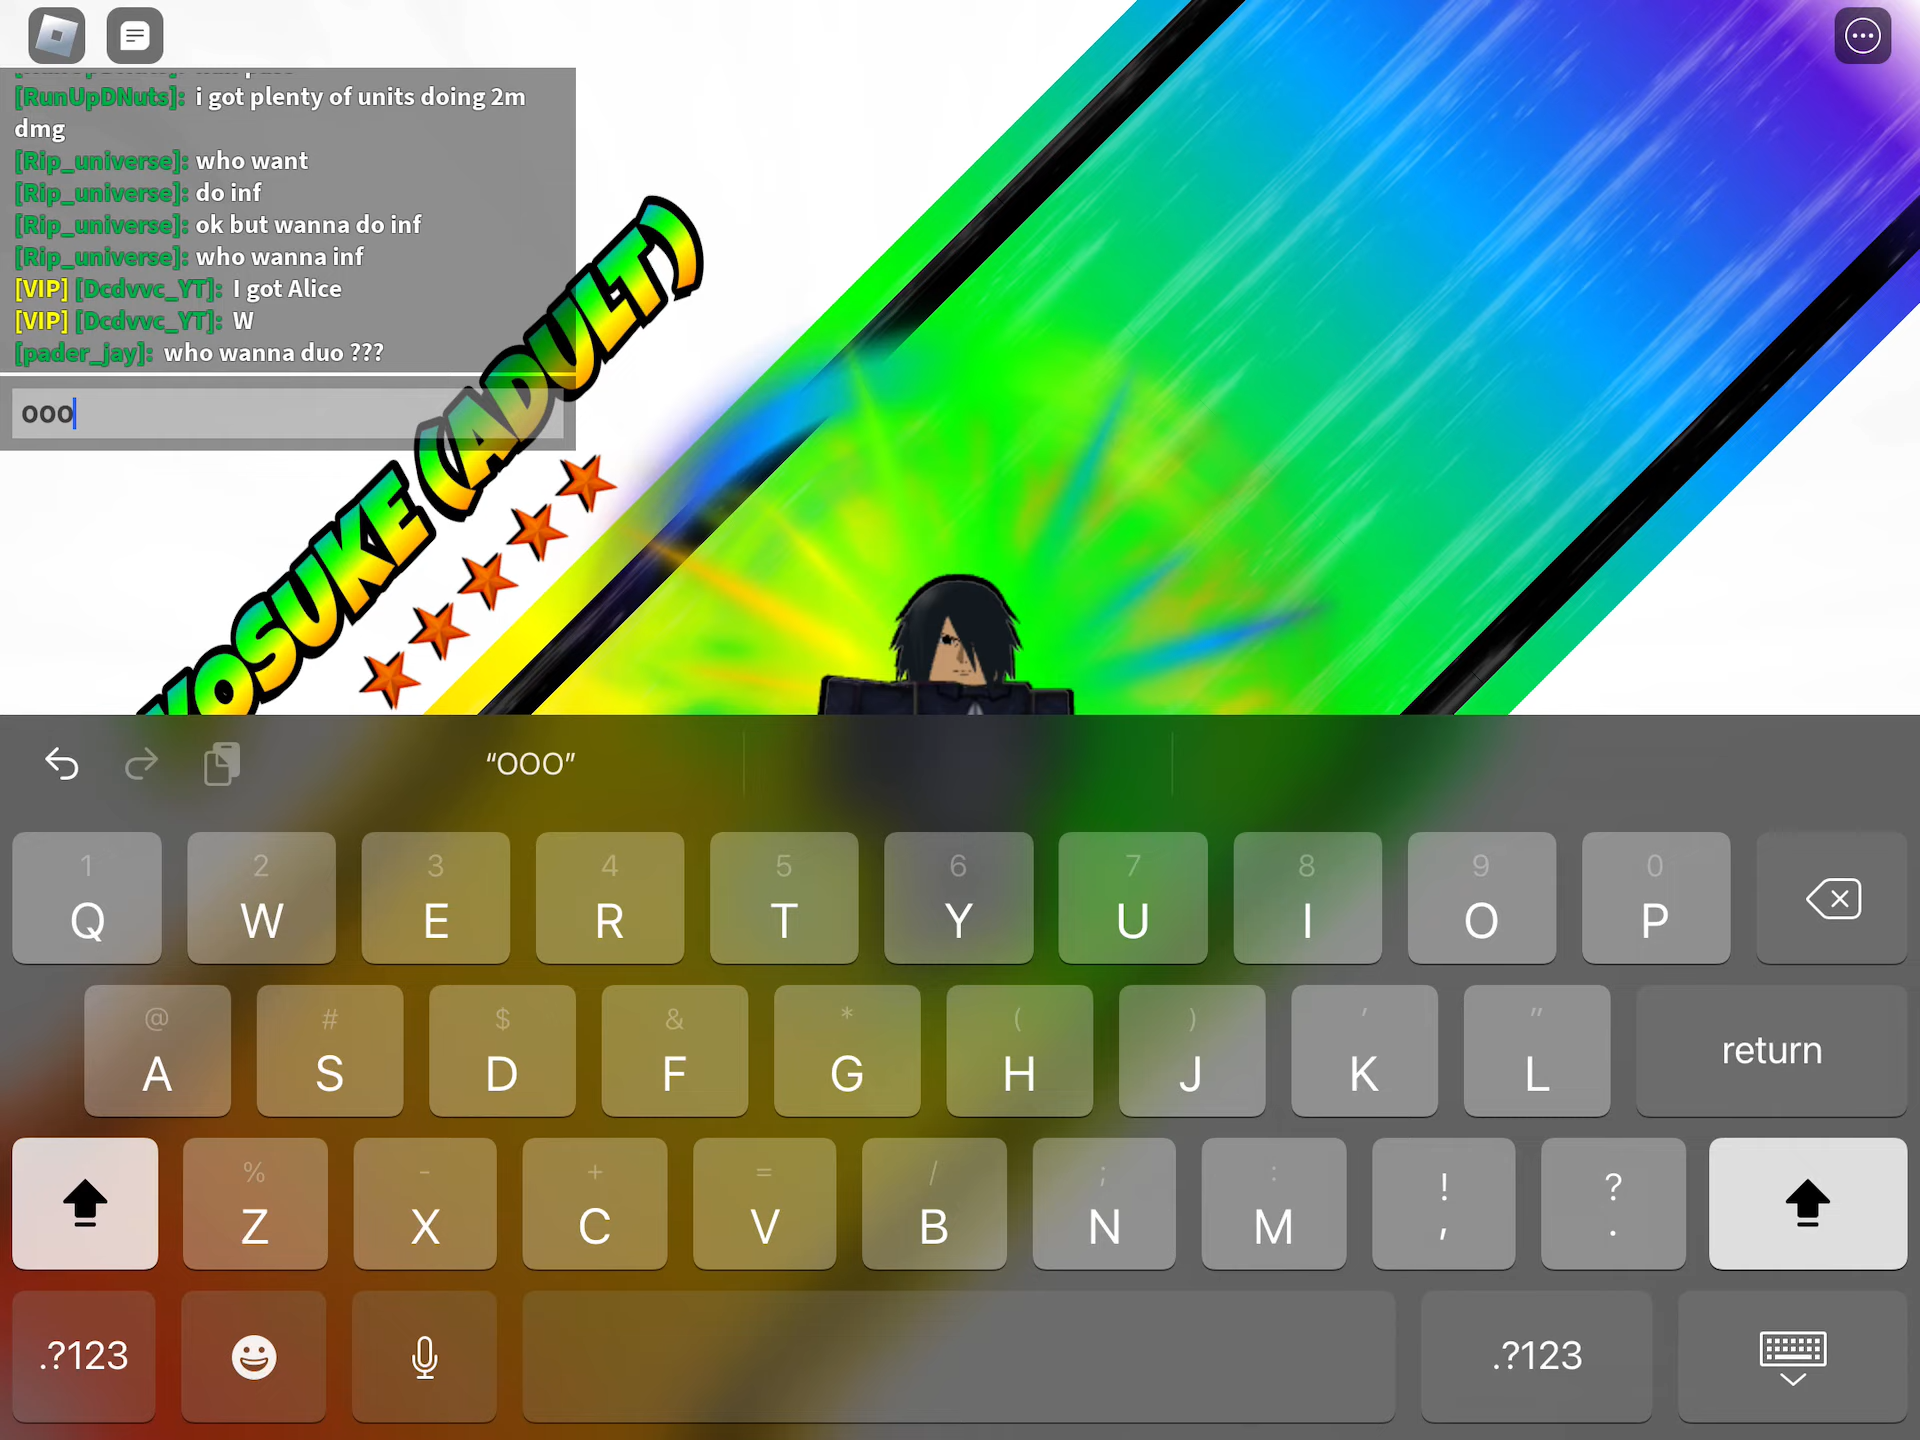 [RunUpDNuts]: i got plenty of units doing 2m
dmg
[Rip_universe]: who want
[Rip_universe]: do inf
[Rip_universe]: ok but wanna do inf
[Rip_universe]: who wanna inf
[VIP] [Dcdvvc_YT]: I got Alice
[VIP] [Dcdvvc_YT]: W
[pader_jay]: who wanna duo ???
OOO
YOSUKE (ADULT)
“OOO”
1 2 3 4 5 6 7 8 9 0
Q W E R T Y U I O P
@ # $ & * ( ) ' "
A S D F G H J K L return
% - + = / ; : ! ?
Z X C V B N M , .
.?123 .?123